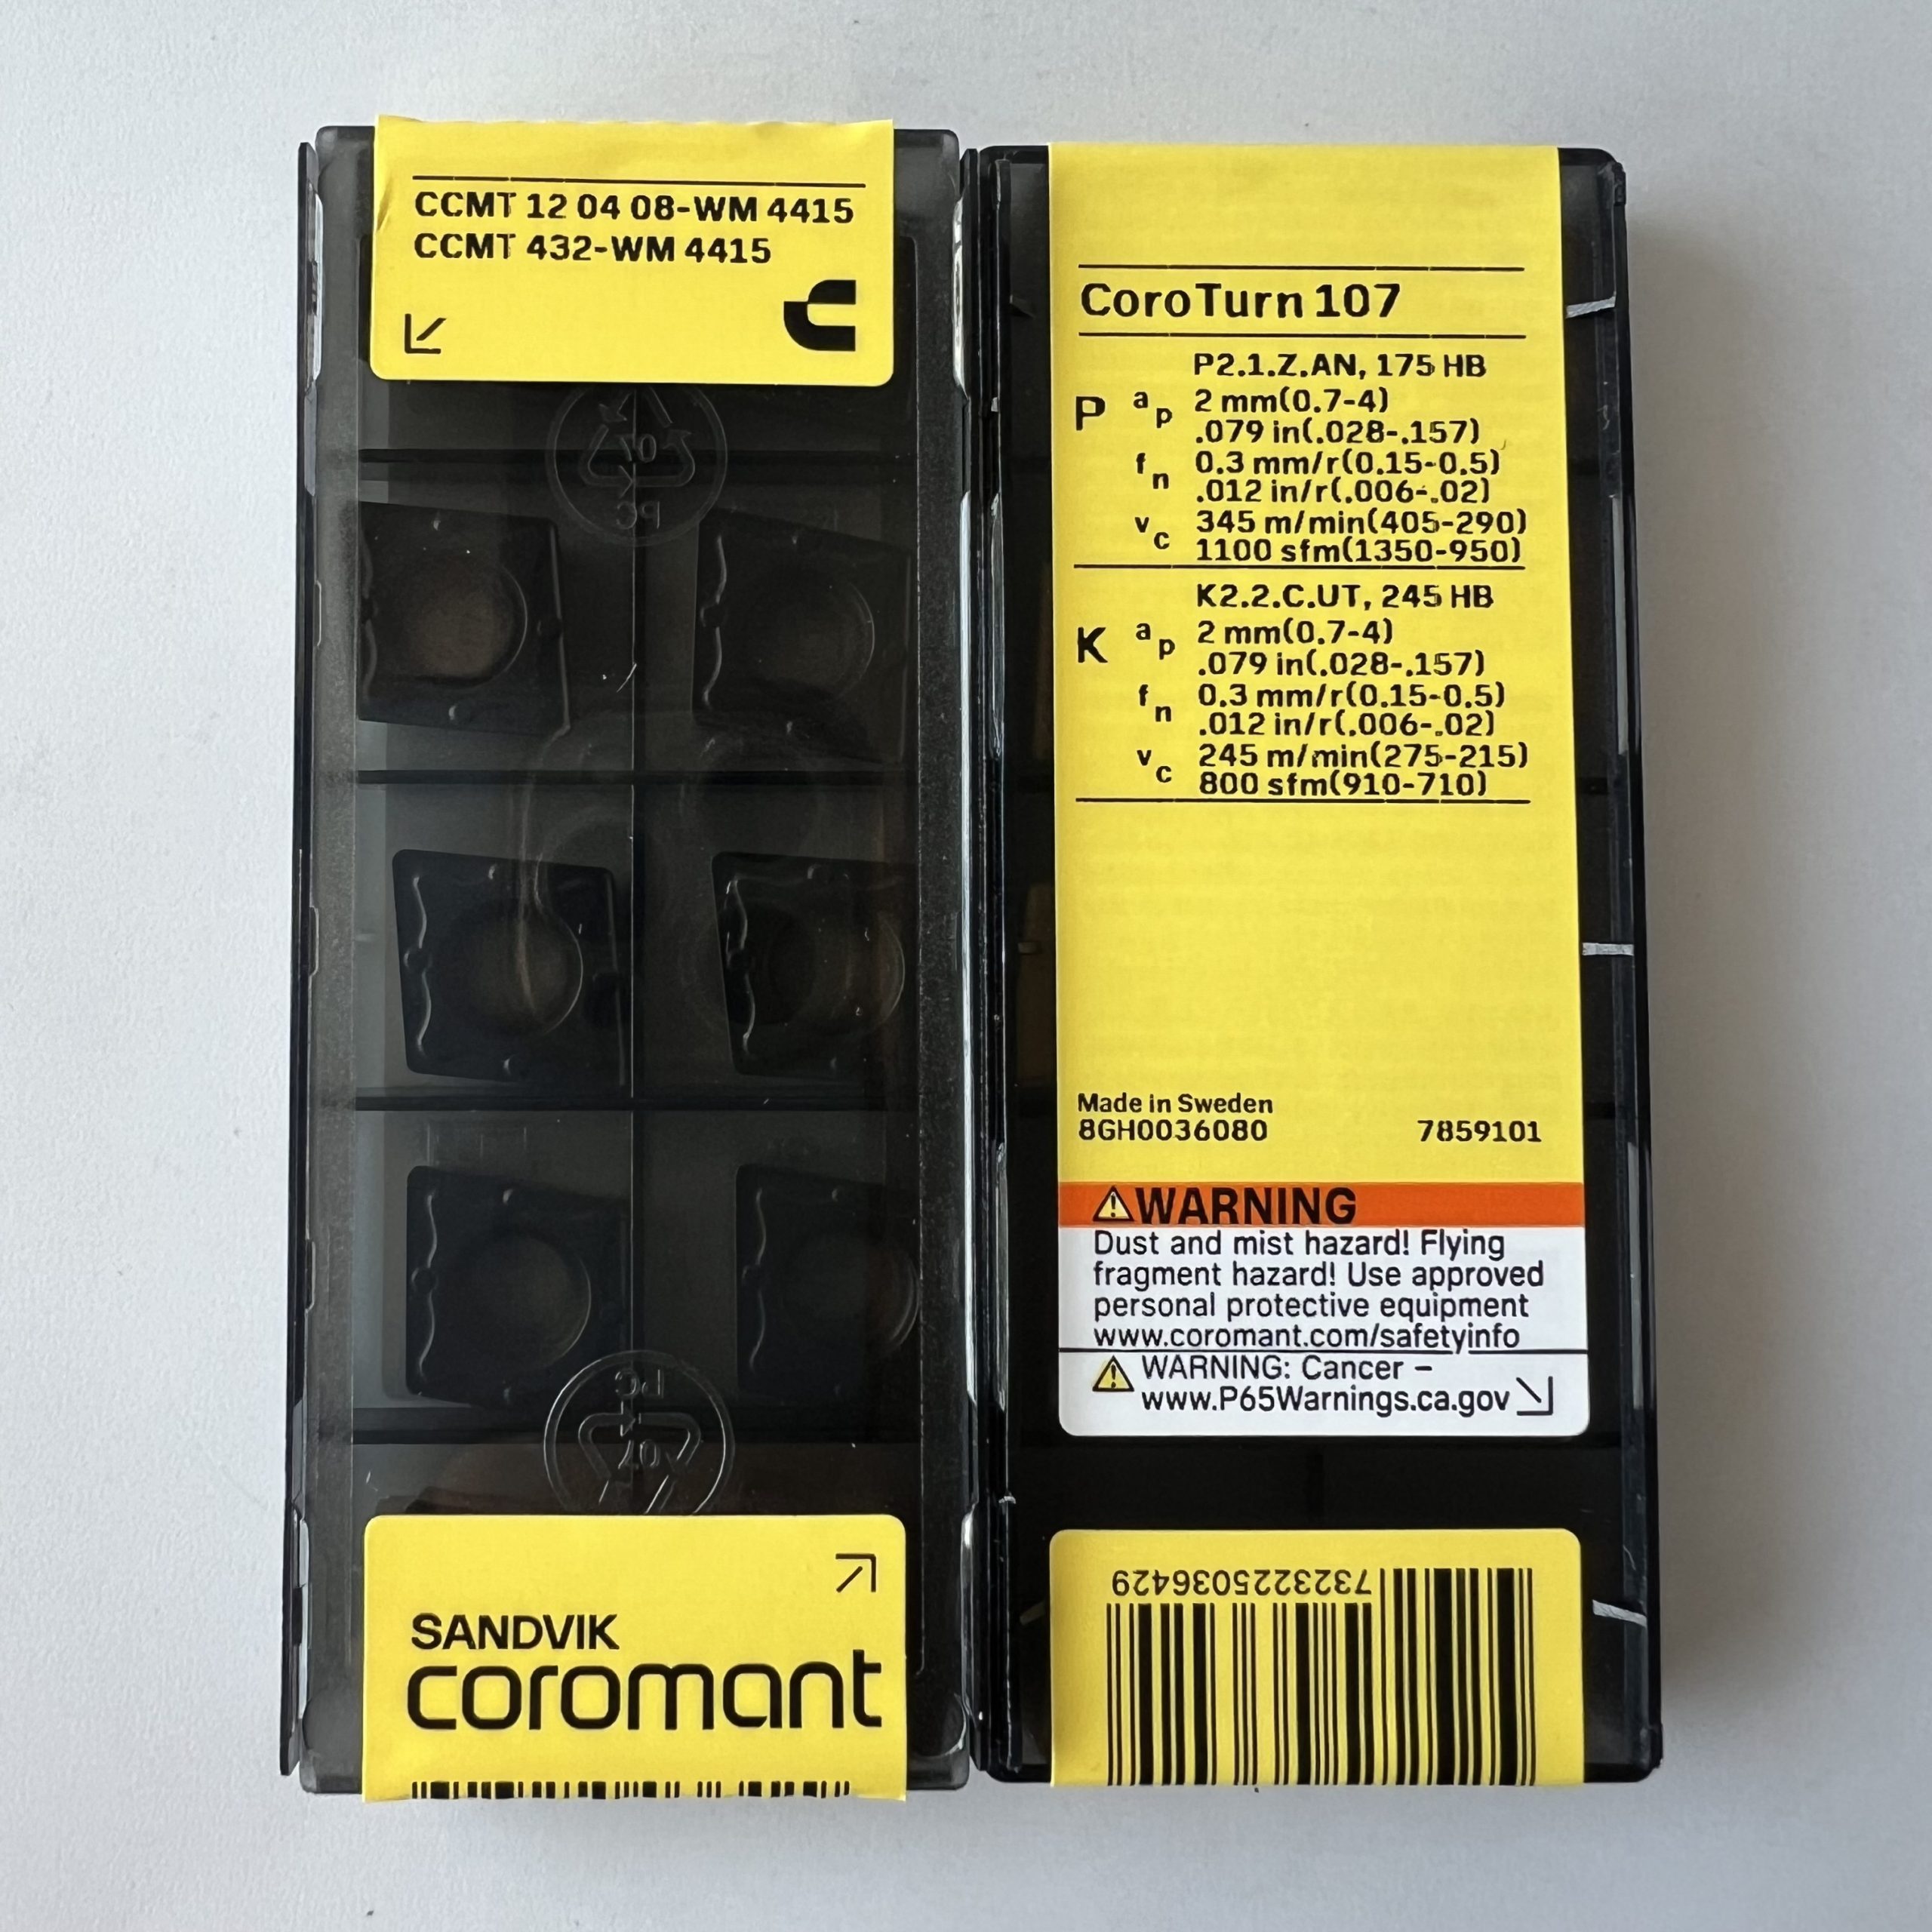 CCMT 12 04 08-WM 4415
CCMT 432-WM 4415
01
PC
PC
07
SANDVIK
coromant
CoroTurn 107
P2.1.Z.AN, 175 HB
P ap 2 mm(0.7-4)
.079 in(.028-.157)
fn 0.3 mm/r(0.15-0.5)
.012 in/r(.006-.02)
vc 345 m/min(405-290)
1100 sfm(1350-950)
K2.2.C.UT, 245 HB
K ap 2 mm(0.7-4)
.079 in(.028-.157)
fn 0.3 mm/r(0.15-0.5)
.012 in/r(.006-.02)
vc 245 m/min(275-215)
800 sfm(910-710)
Made in Sweden
8GH0036080 7859101
WARNING
Dust and mist hazard! Flying
fragment hazard! Use approved
personal protective equipment
www.coromant.com/safetyinfo
WARNING: Cancer –
www.P65Warnings.ca.gov
7323225036429